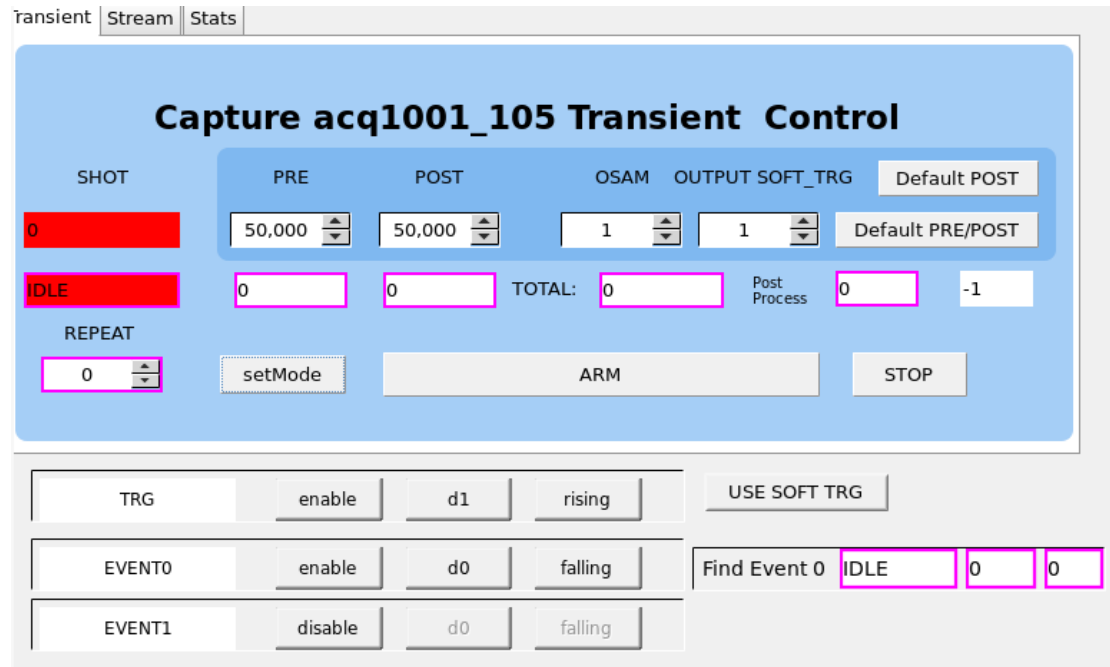 Transient Stream Stats
Capture acq1001_105 Transient Control
SHOT PRE POST OSAM OUTPUT SOFT_TRG Default POST
0 50,000 50,000 1 1 Default PRE/POST
IDLE 0 0 TOTAL: 0 Post Process 0 -1
REPEAT
0 setMode ARM STOP
TRG enable d1 rising USE SOFT TRG
EVENT0 enable d0 falling Find Event 0 IDLE 0 0
EVENT1 disable d0 falling